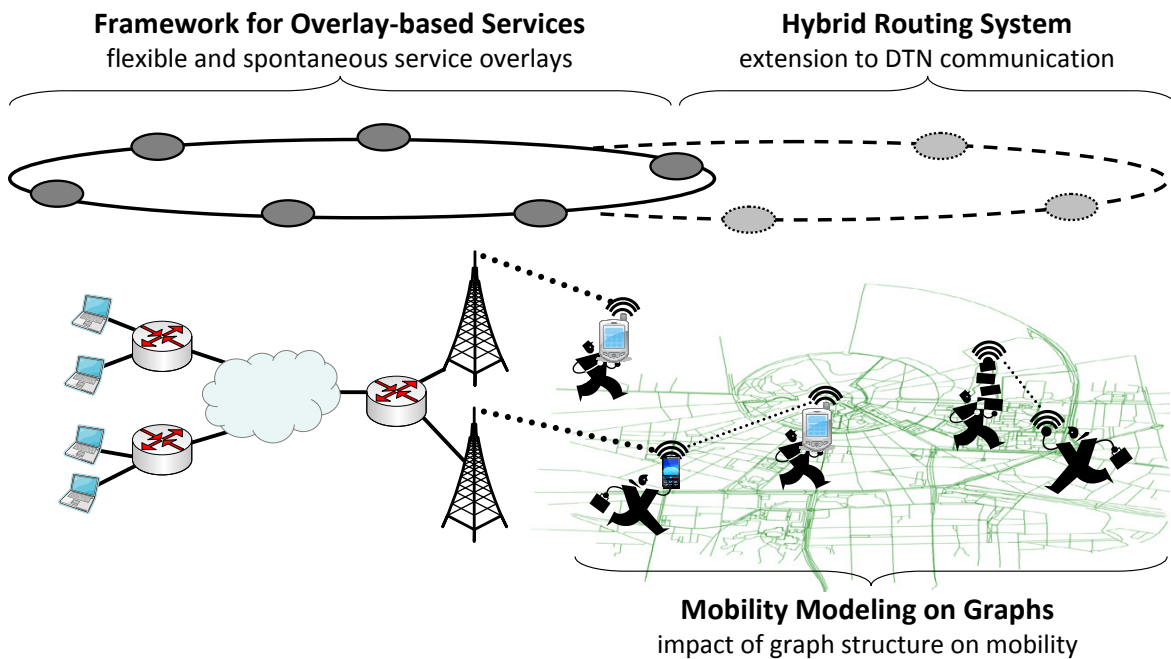 Framework for Overlay-based Services
flexible and spontaneous service overlays
Hybrid Routing System
extension to DTN communication
Mobility Modeling on Graphs
impact of graph structure on mobility